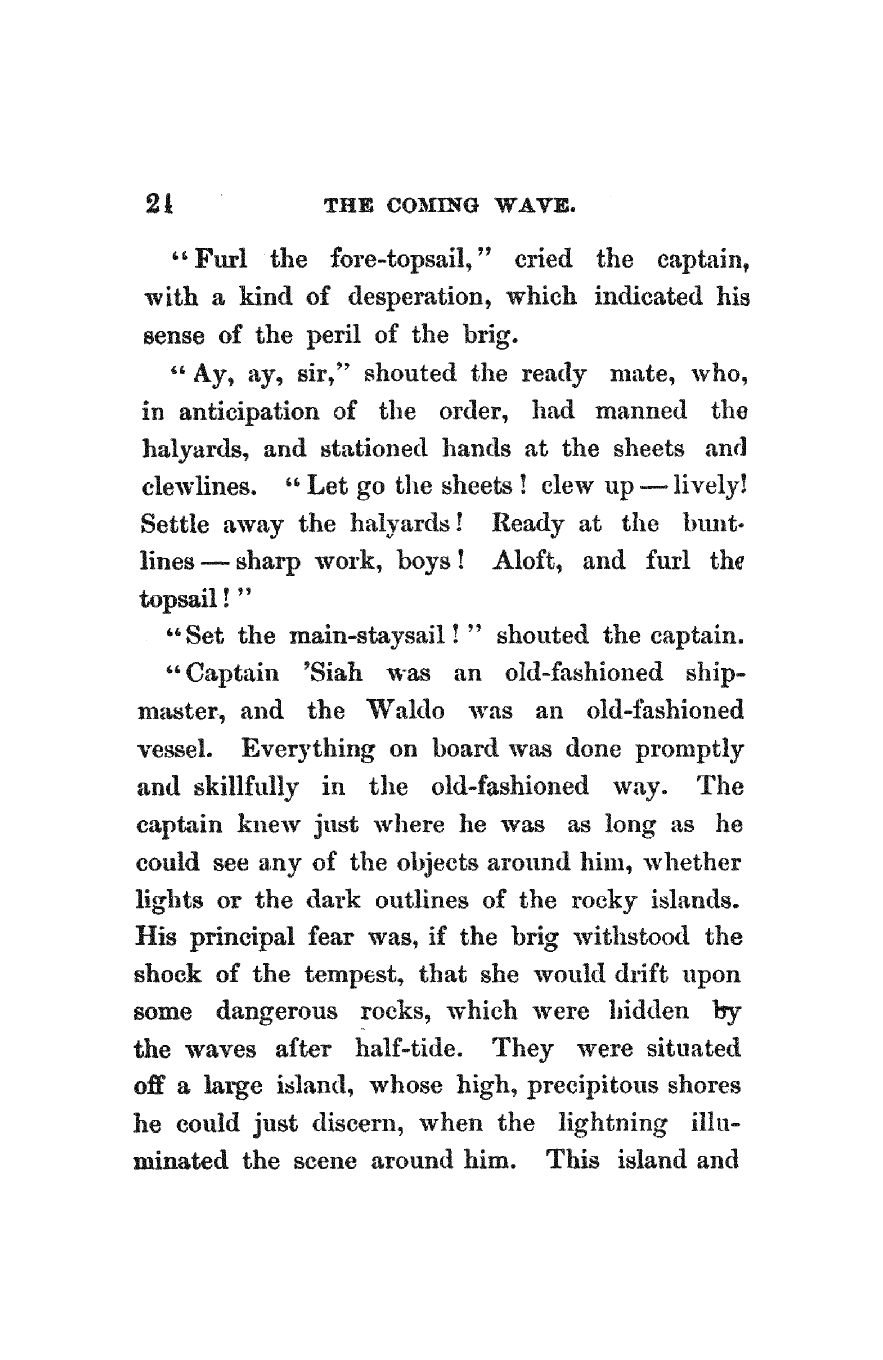 24 THE COMING WAVE.
“Furl the fore-topsail,” cried the captain,
with a kind of desperation, which indicated his
sense of the peril of the brig.
“Ay, ay, sir,” shouted the ready mate, who,
in anticipation of the order, had manned the
halyards, and stationed hands at the sheets and
clewlines. “Let go the sheets! clew up — lively!
Settle away the halyards! Ready at the bunt-
lines — sharp work, boys! Aloft, and furl the
topsail!”
“Set the main-staysail!” shouted the captain.
“Captain ’Siah was an old-fashioned ship-
master, and the Waldo was an old-fashioned
vessel. Everything on board was done promptly
and skillfully in the old-fashioned way. The
captain knew just where he was as long as he
could see any of the objects around him, whether
lights or the dark outlines of the rocky islands.
His principal fear was, if the brig withstood the
shock of the tempest, that she would drift upon
some dangerous rocks, which were hidden by
the waves after half-tide. They were situated
off a large island, whose high, precipitous shores
he could just discern, when the lightning illu-
minated the scene around him. This island and